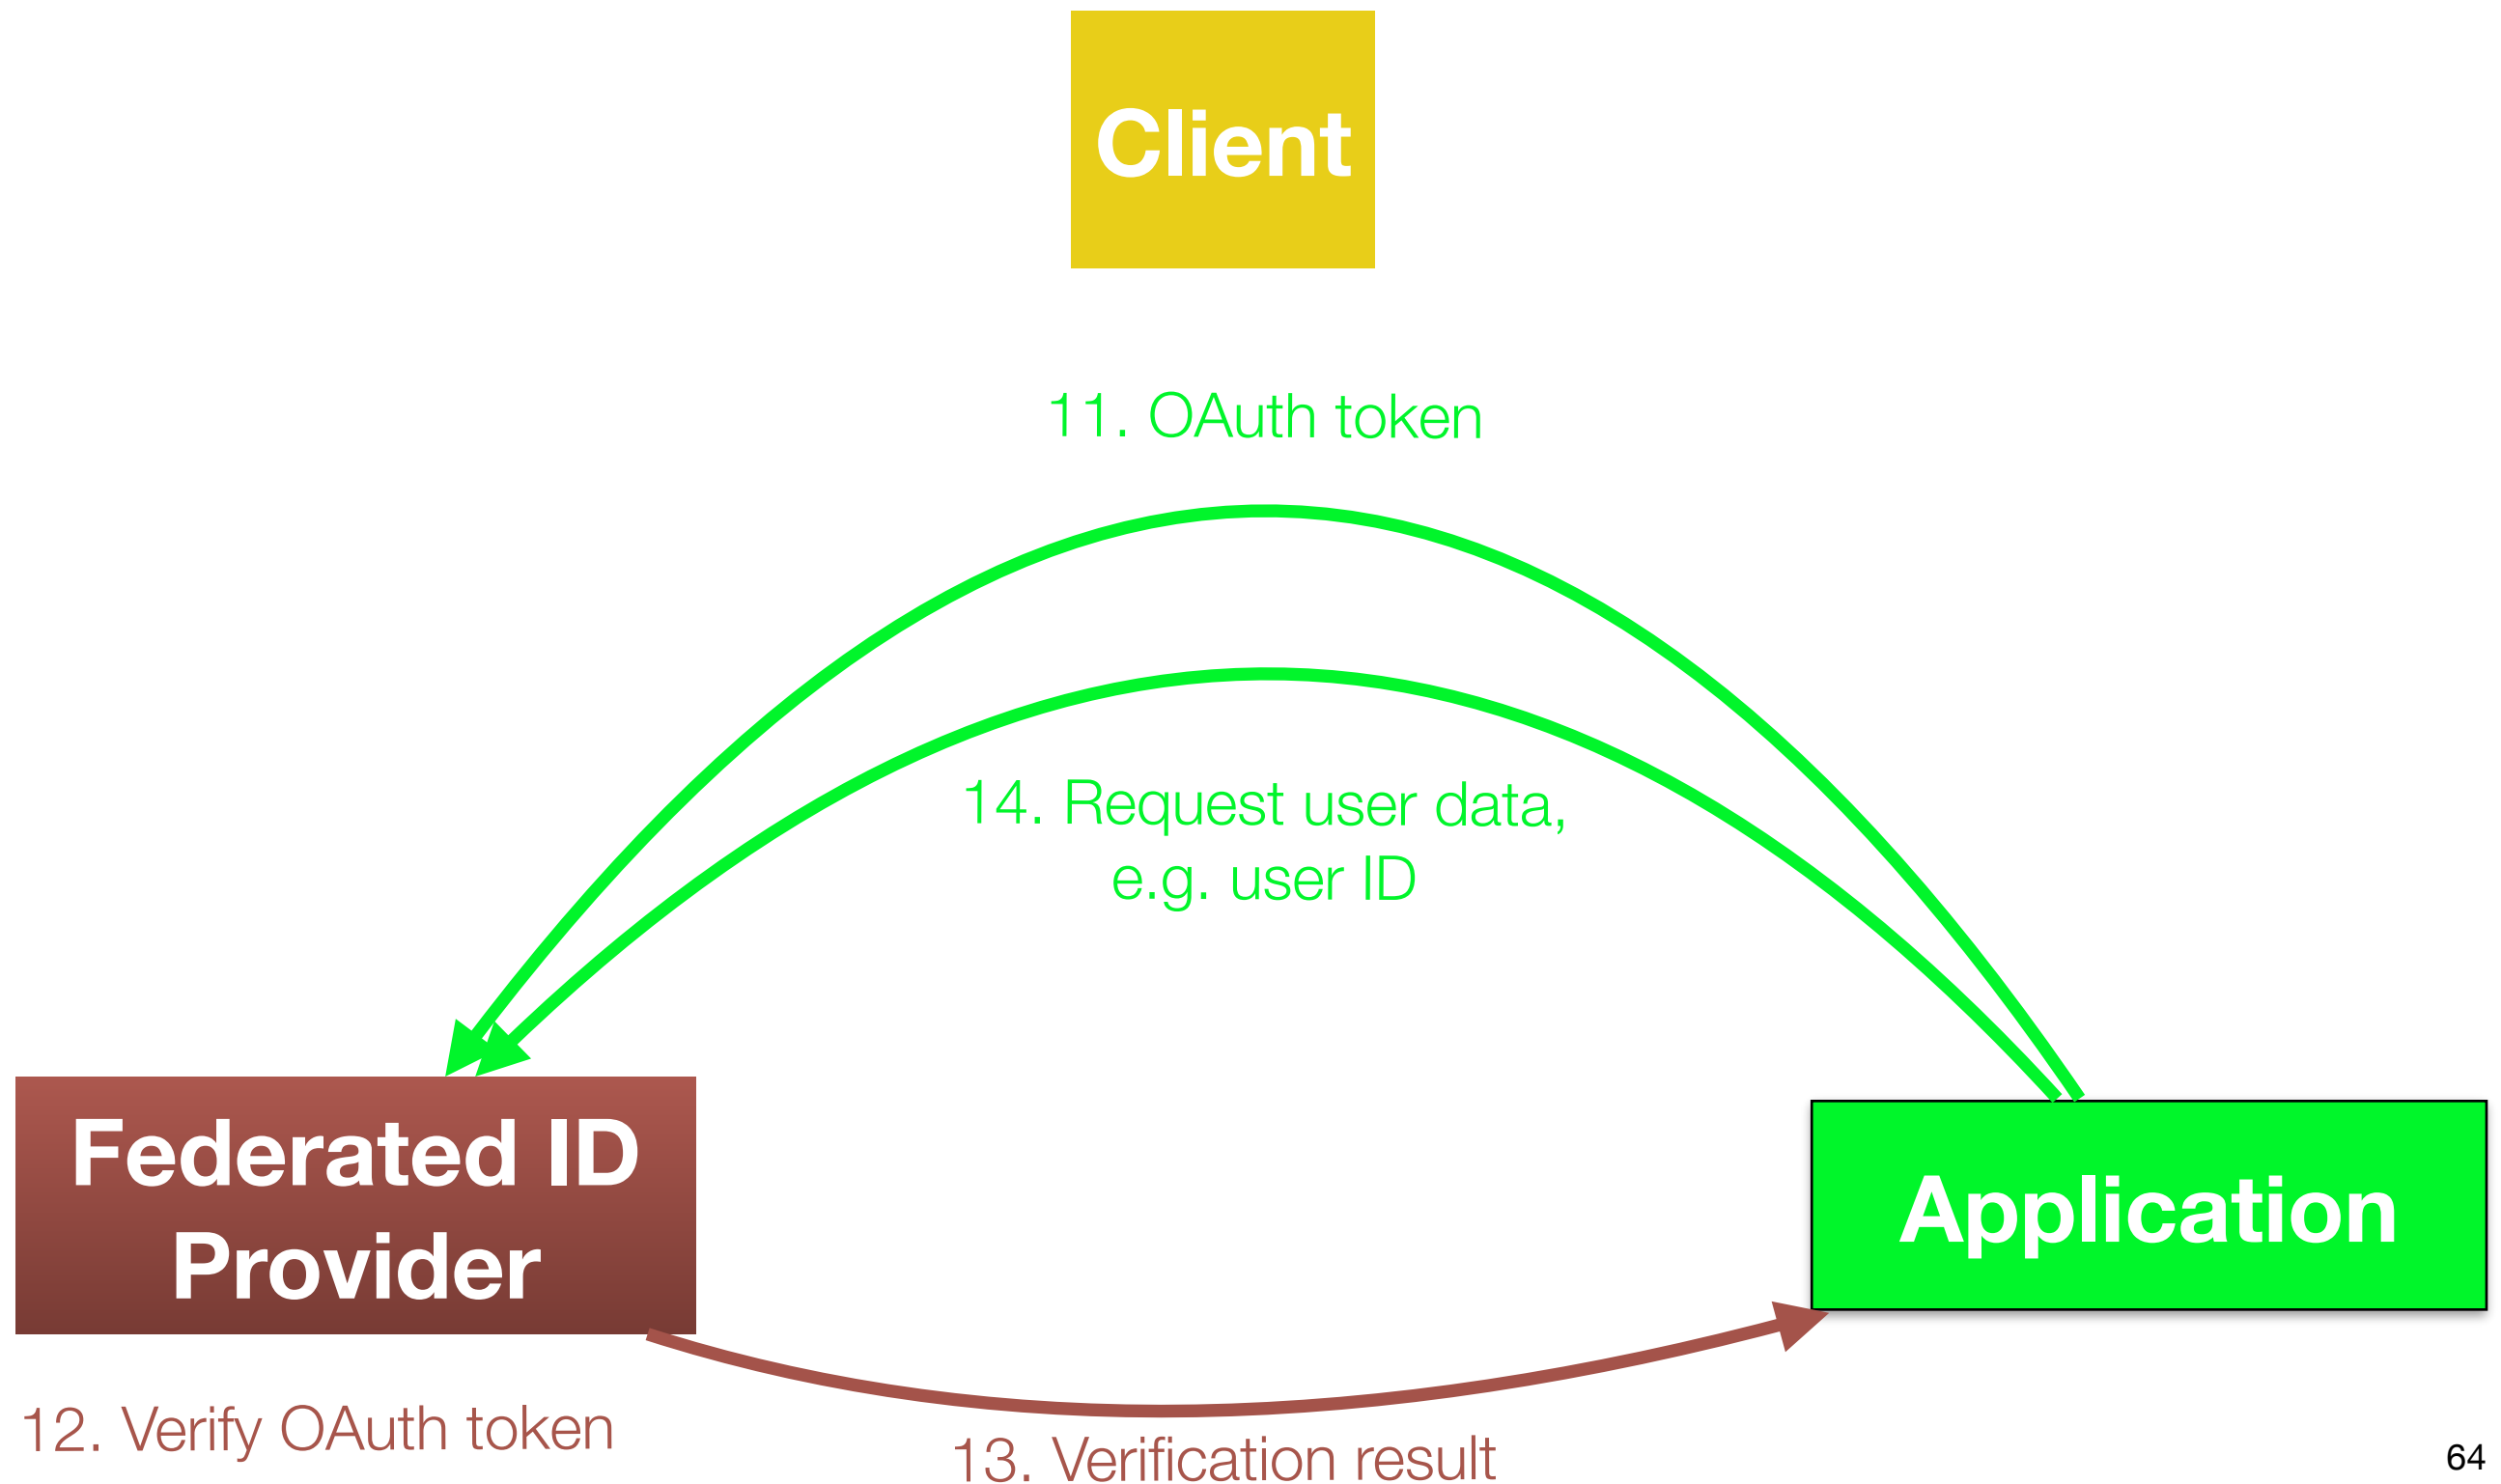 Client
11. OAuth token
14. Request user data,
e.g. user ID
Federated ID
Provider
Application
12. Verify OAuth token
13. Verification result
64